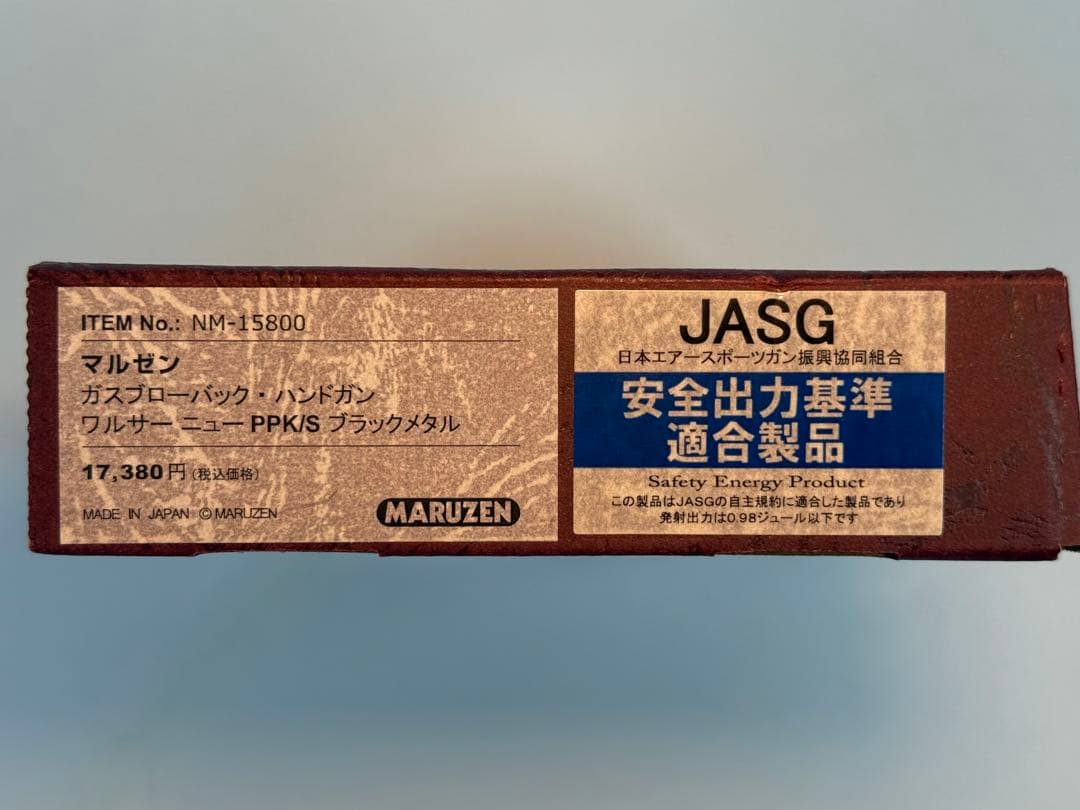 ITEM No.: NM-15800
マルゼン
ガスブローバック・ハンドガン
ワルサー ニュー PPK/S ブラックメタル
17,380円(税込価格)
MADE IN JAPAN ©MARUZEN
MARUZEN
JASG
日本エアースポーツガン振興協同組合
安全出力基準
適合製品
Safety Energy Product
この製品はJASGの自主規約に適合した製品であり
発射出力は0.98ジュール以下です